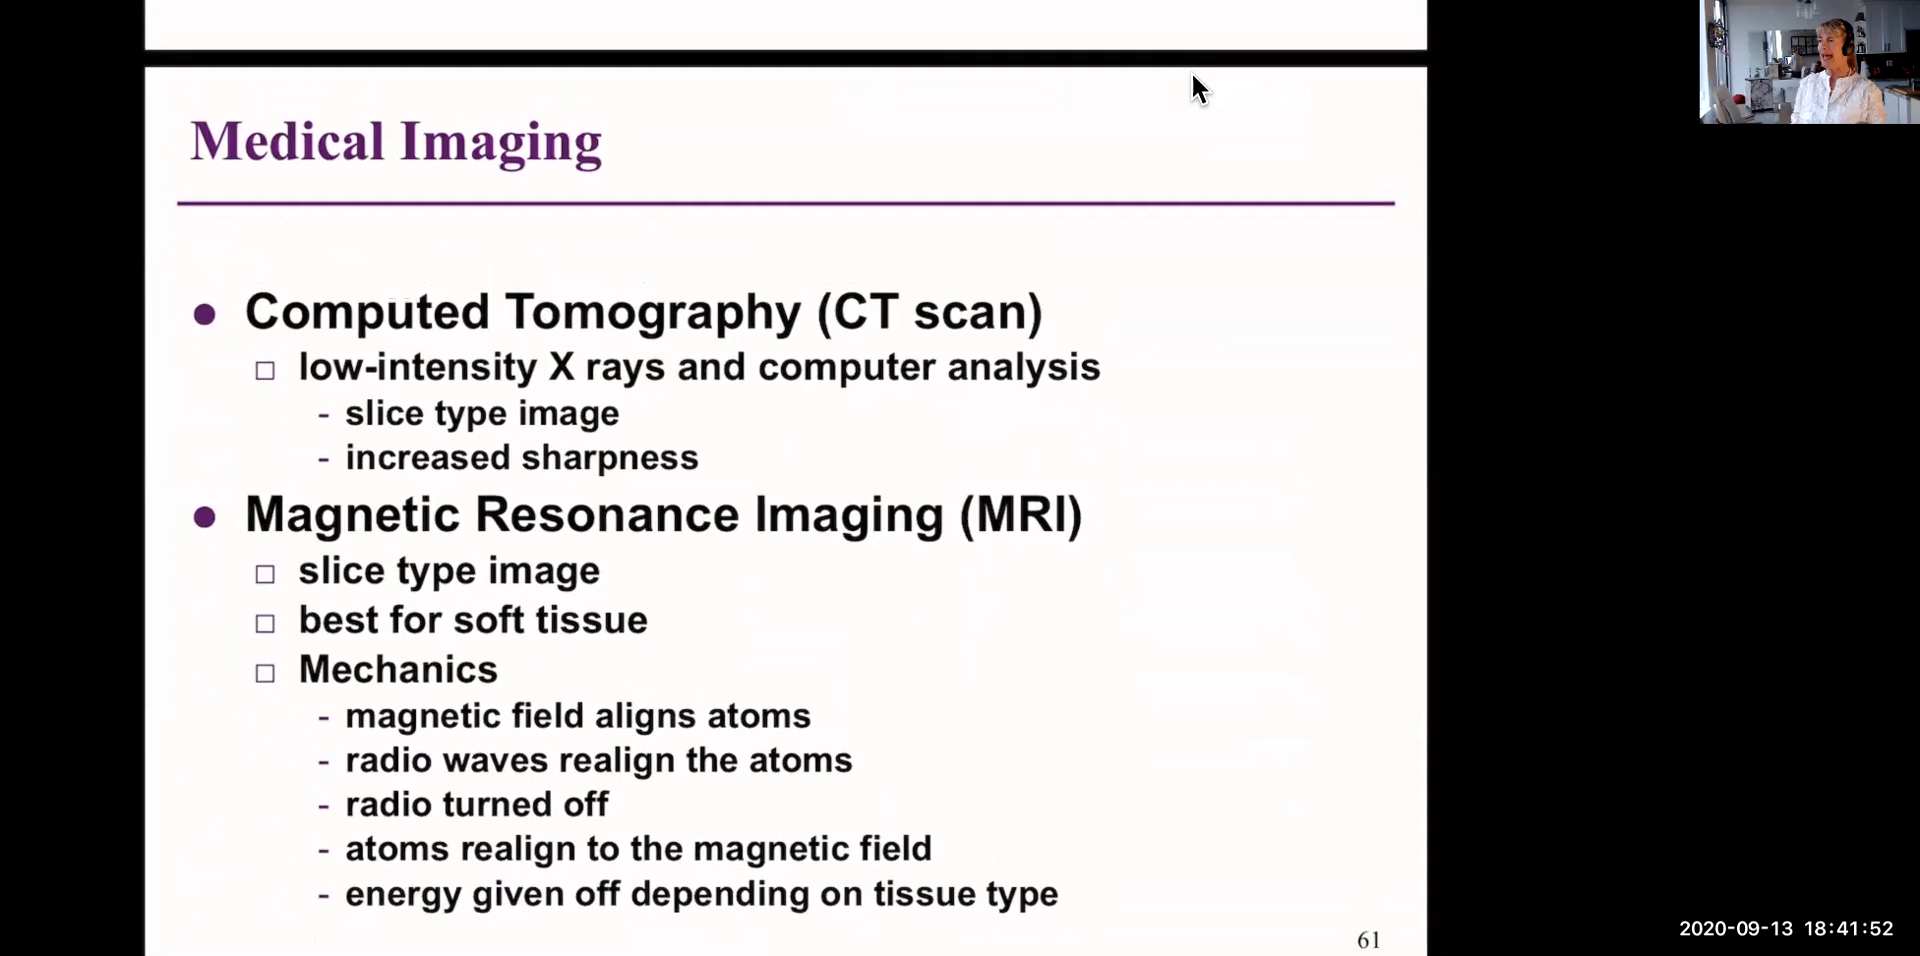 Medical Imaging
Computed Tomography (CT scan)
low-intensity X rays and computer analysis
- slice type image
- increased sharpness
Magnetic Resonance Imaging (MRI)
slice type image
best for soft tissue
Mechanics
- magnetic field aligns atoms
- radio waves realign the atoms
- radio turned off
- atoms realign to the magnetic field
- energy given off depending on tissue type
61
2020-09-13 18:41:52